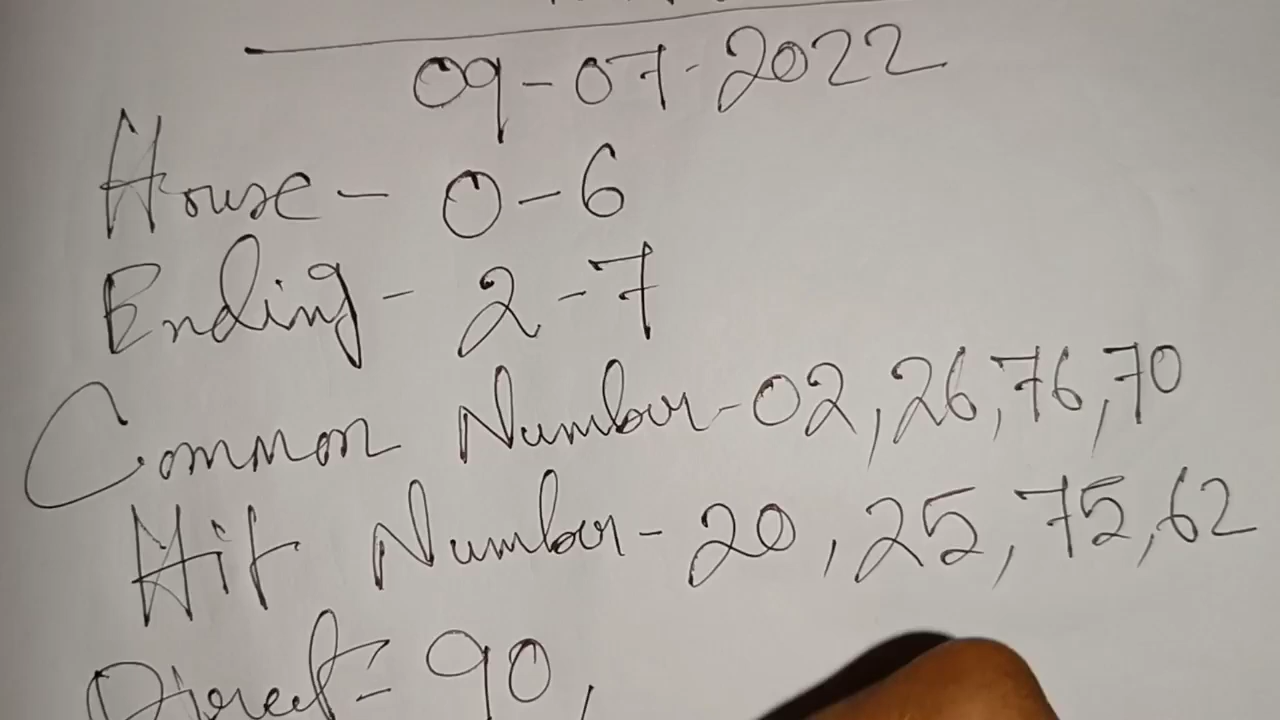 09-07-2022
House - 0-6
Ending - 2-7
Common Number - 02, 26, 76, 70
Hit Number - 20, 25, 75, 62
Direct = 90,